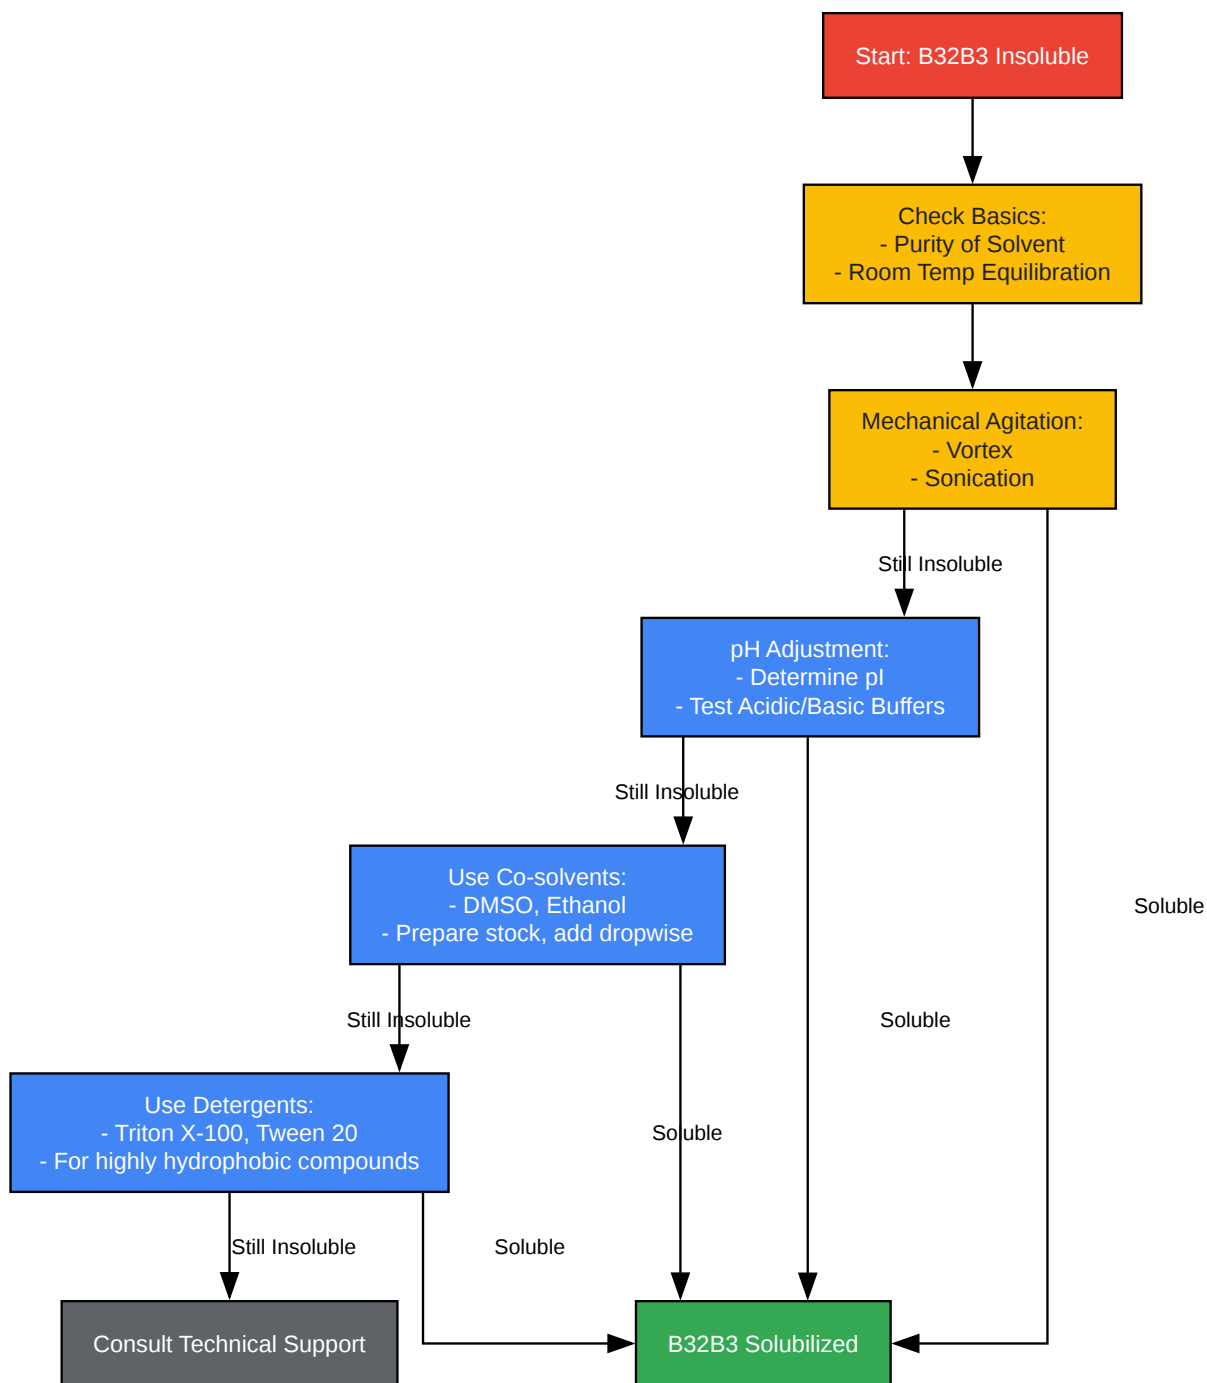 Start: B32B3 Insoluble
Check Basics:
- Purity of Solvent
- Room Temp Equilibration
Mechanical Agitation:
- Vortex
- Sonication
Still Insoluble
pH Adjustment:
- Determine pI
- Test Acidic/Basic Buffers
Still Insoluble
Use Co-solvents:
- DMSO, Ethanol
- Prepare stock, add dropwise
Soluble
Still Insoluble
Soluble
Use Detergents:
- Triton X-100, Tween 20
- For highly hydrophobic compounds
Soluble
Still Insoluble
Soluble
Consult Technical Support
B32B3 Solubilized